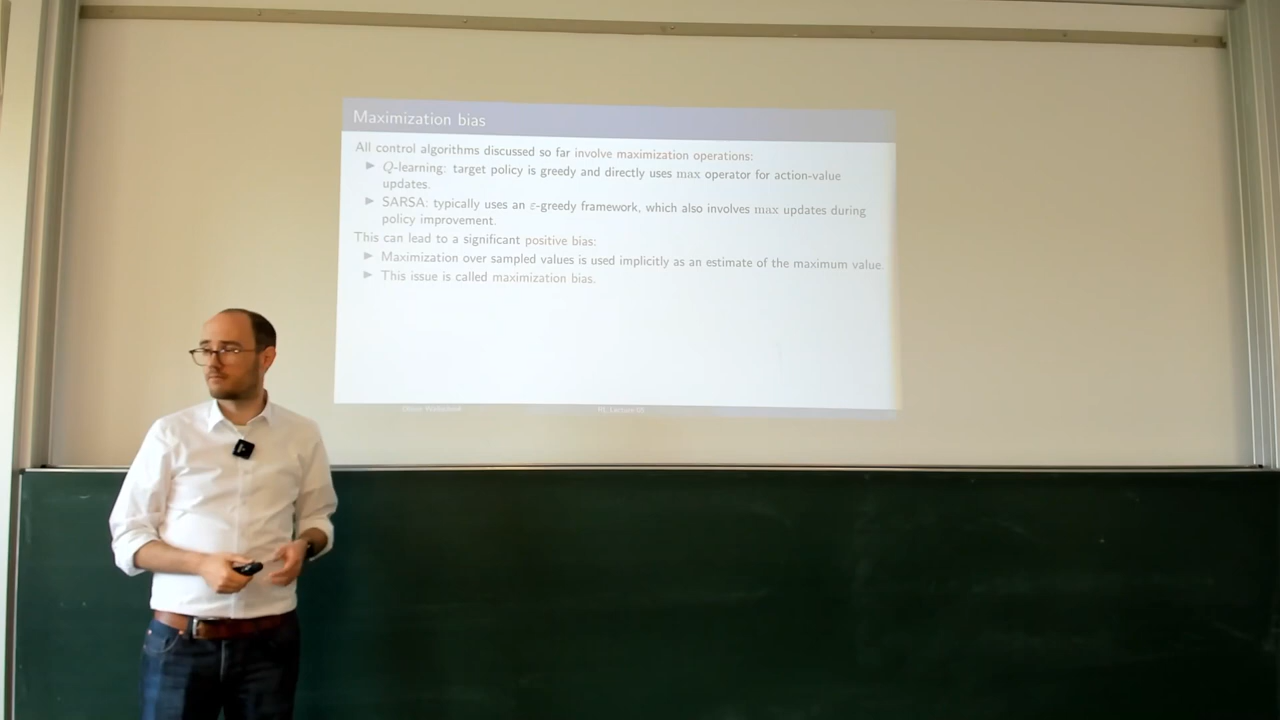 Maximization bias
All control algorithms discussed so far involve maximization operations:
▶ Q-learning: target policy is greedy and directly uses max operator for action-value
updates.
▶ SARSA: typically uses an ε-greedy framework, which also involves max updates during
policy improvement.
This can lead to a significant positive bias:
▶ Maximization over sampled values is used implicitly as an estimate of the maximum value.
▶ This issue is called maximization bias.